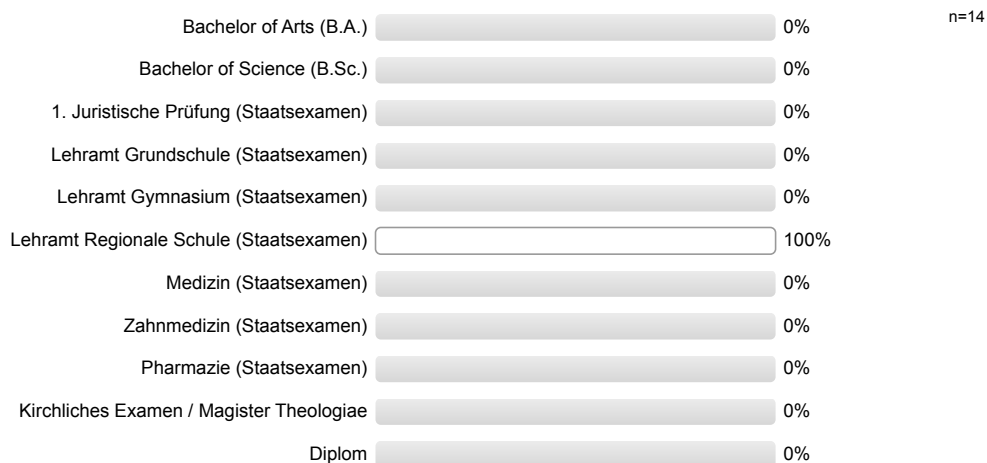 n=14
Bachelor of Arts (B.A.) 0%
Bachelor of Science (B.Sc.) 0%
1. Juristische Prüfung (Staatsexamen) 0%
Lehramt Grundschule (Staatsexamen) 0%
Lehramt Gymnasium (Staatsexamen) 0%
Lehramt Regionale Schule (Staatsexamen) 100%
Medizin (Staatsexamen) 0%
Zahnmedizin (Staatsexamen) 0%
Pharmazie (Staatsexamen) 0%
Kirchliches Examen / Magister Theologiae 0%
Diplom 0%